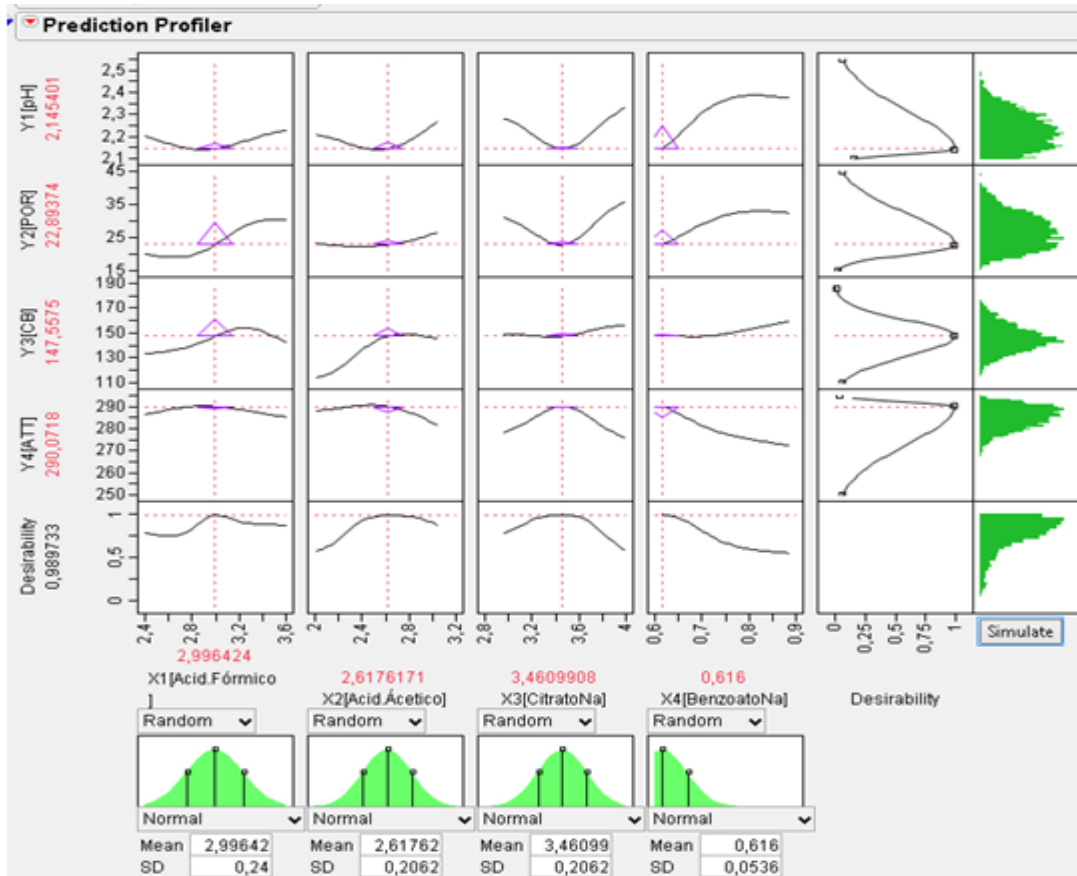 Prediction Profiler
Y1[pH]
2,145401
2,5
2,4
2,3
2,2
2,1
Y2[POR]
22,89374
45
35
25
15
Y3[CB]
147,5575
190
170
150
130
110
Y4[ATT]
290,0718
290
280
270
260
250
Desirability
0,989733
1
0,5
0
2,4
2,8
3,2
3,6
2
2,4
2,8
3,2
2,8
3,2
3,6
4
0,6
0,7
0,8
0,9
0
0,25
0,5
0,75
1
Simulate
2,996424
2,6176171
3,4609908
0,616
X1[Acid.Fórmico
]
X2[Acid.Ácetico]
X3[CitratoNa]
X4[BenzoatoNa]
Desirability
Random
Random
Random
Random
Normal
Normal
Normal
Normal
Mean 2,99642
Mean 2,61762
Mean 3,46099
Mean 0,616
SD 0,24
SD 0,2062
SD 0,2062
SD 0,0536